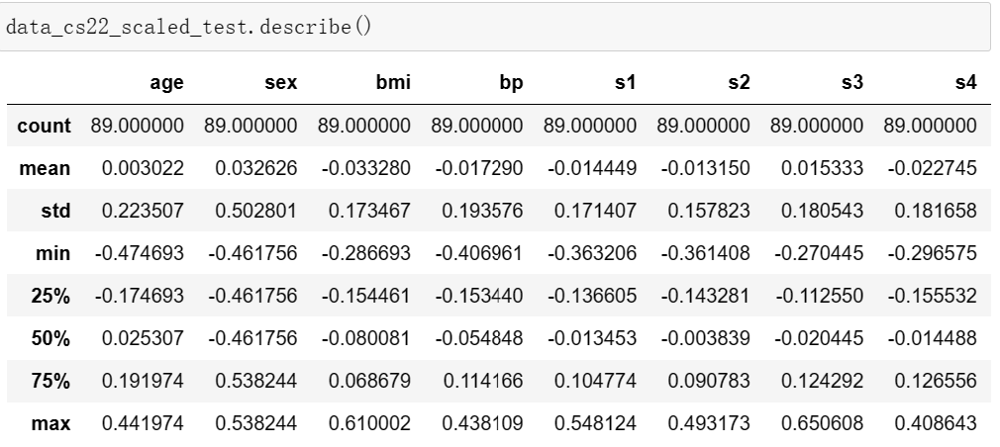 data_cs22_scaled_test.describe()
age sex bmi bp s1 s2 s3 s4
count 89.000000 89.000000 89.000000 89.000000 89.000000 89.000000 89.000000 89.000000
mean 0.003022 0.032626 -0.033280 -0.017290 -0.014449 -0.013150 0.015333 -0.022745
std 0.223507 0.502801 0.173467 0.193576 0.171407 0.157823 0.180543 0.181658
min -0.474693 -0.461756 -0.286693 -0.406961 -0.363206 -0.361408 -0.270445 -0.296575
25% -0.174693 -0.461756 -0.154461 -0.153440 -0.136605 -0.143281 -0.112550 -0.155532
50% 0.025307 -0.461756 -0.080081 -0.054848 -0.013453 -0.003839 -0.020445 -0.014488
75% 0.191974 0.538244 0.068679 0.114166 0.104774 0.090783 0.124292 0.126556
max 0.441974 0.538244 0.610002 0.438109 0.548124 0.493173 0.650608 0.408643